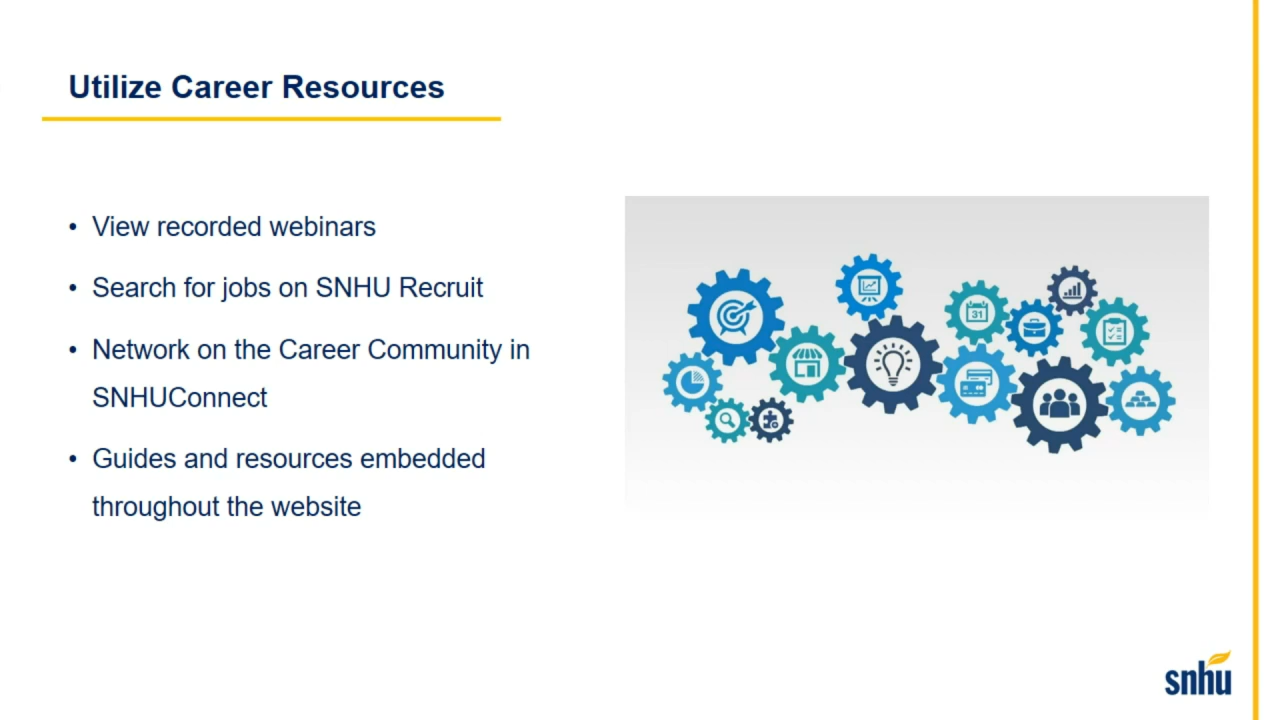 Utilize Career Resources
• View recorded webinars
• Search for jobs on SNHU Recruit
• Network on the Career Community in
SNHUConnect
• Guides and resources embedded
throughout the website
31
snhu